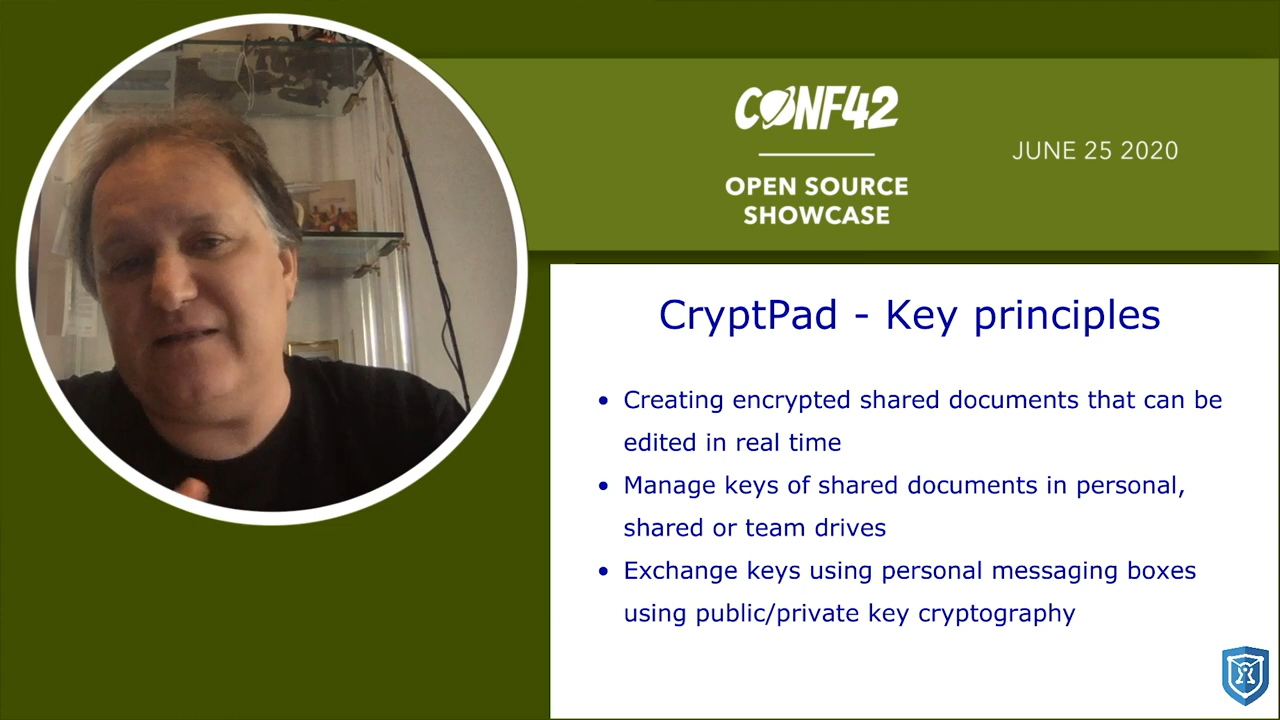 CONF42
OPEN SOURCE
SHOWCASE
JUNE 25 2020
CryptPad - Key principles
• Creating encrypted shared documents that can be
edited in real time
• Manage keys of shared documents in personal,
shared or team drives
• Exchange keys using personal messaging boxes
using public/private key cryptography